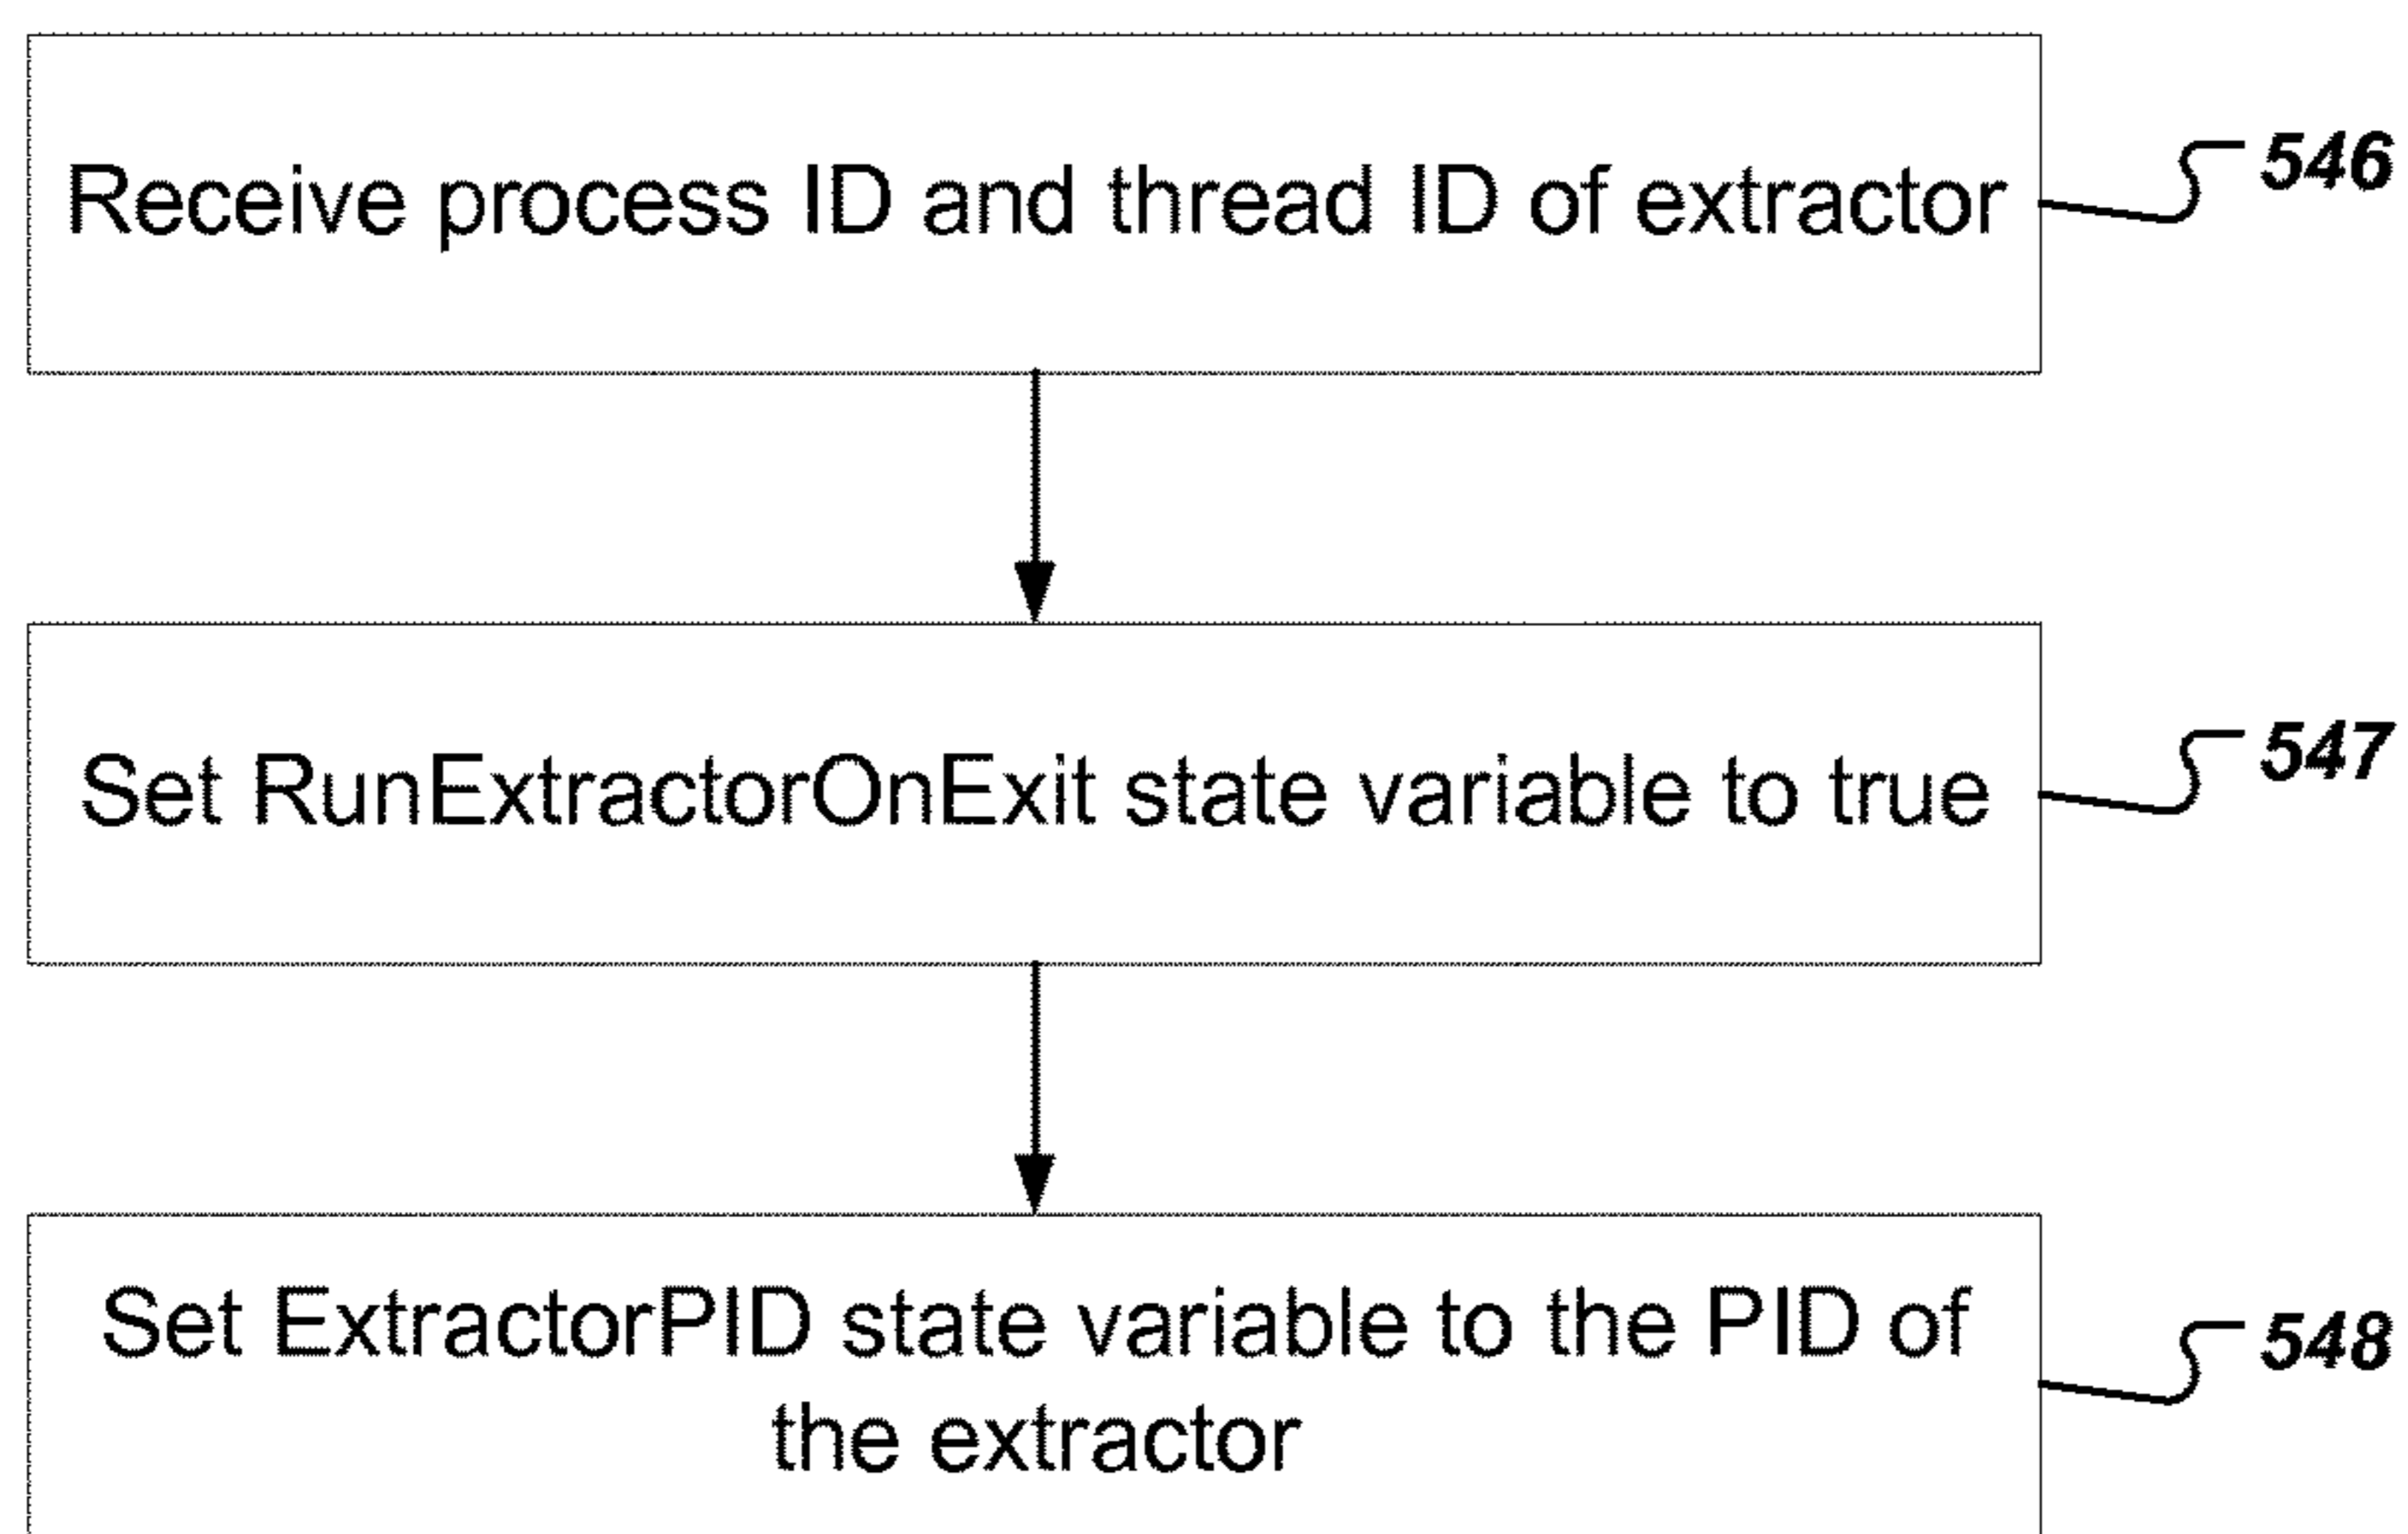 Receive process ID and thread ID of extractor
546
Set RunExtractorOnExit state variable to true
547
Set ExtractorPID state variable to the PID of
the extractor
548